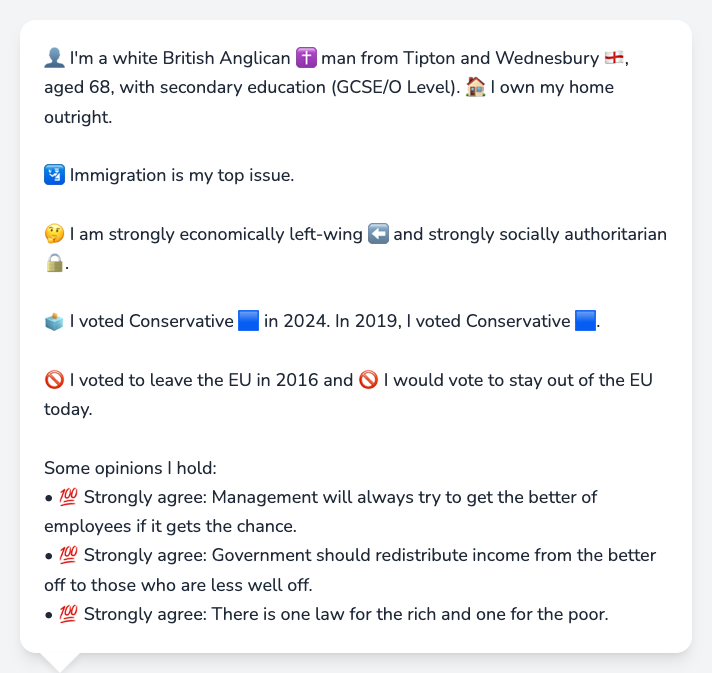 👤 I'm a white British Anglican ✝️ man from Tipton and Wednesbury 🏴󠁧󠁢󠁥󠁮󠁧󠁿,
aged 68, with secondary education (GCSE/O Level). 🏠 I own my home
outright.
🛂 Immigration is my top issue.
🤔 I am strongly economically left-wing ⬅️ and strongly socially authoritarian
🔒.
🗳️ I voted Conservative 🟦 in 2024. In 2019, I voted Conservative 🟦.
🚫 I voted to leave the EU in 2016 and 🚫 I would vote to stay out of the EU
today.
Some opinions I hold:
• 💯 Strongly agree: Management will always try to get the better of
employees if it gets the chance.
• 💯 Strongly agree: Government should redistribute income from the better
off to those who are less well off.
• 💯 Strongly agree: There is one law for the rich and one for the poor.